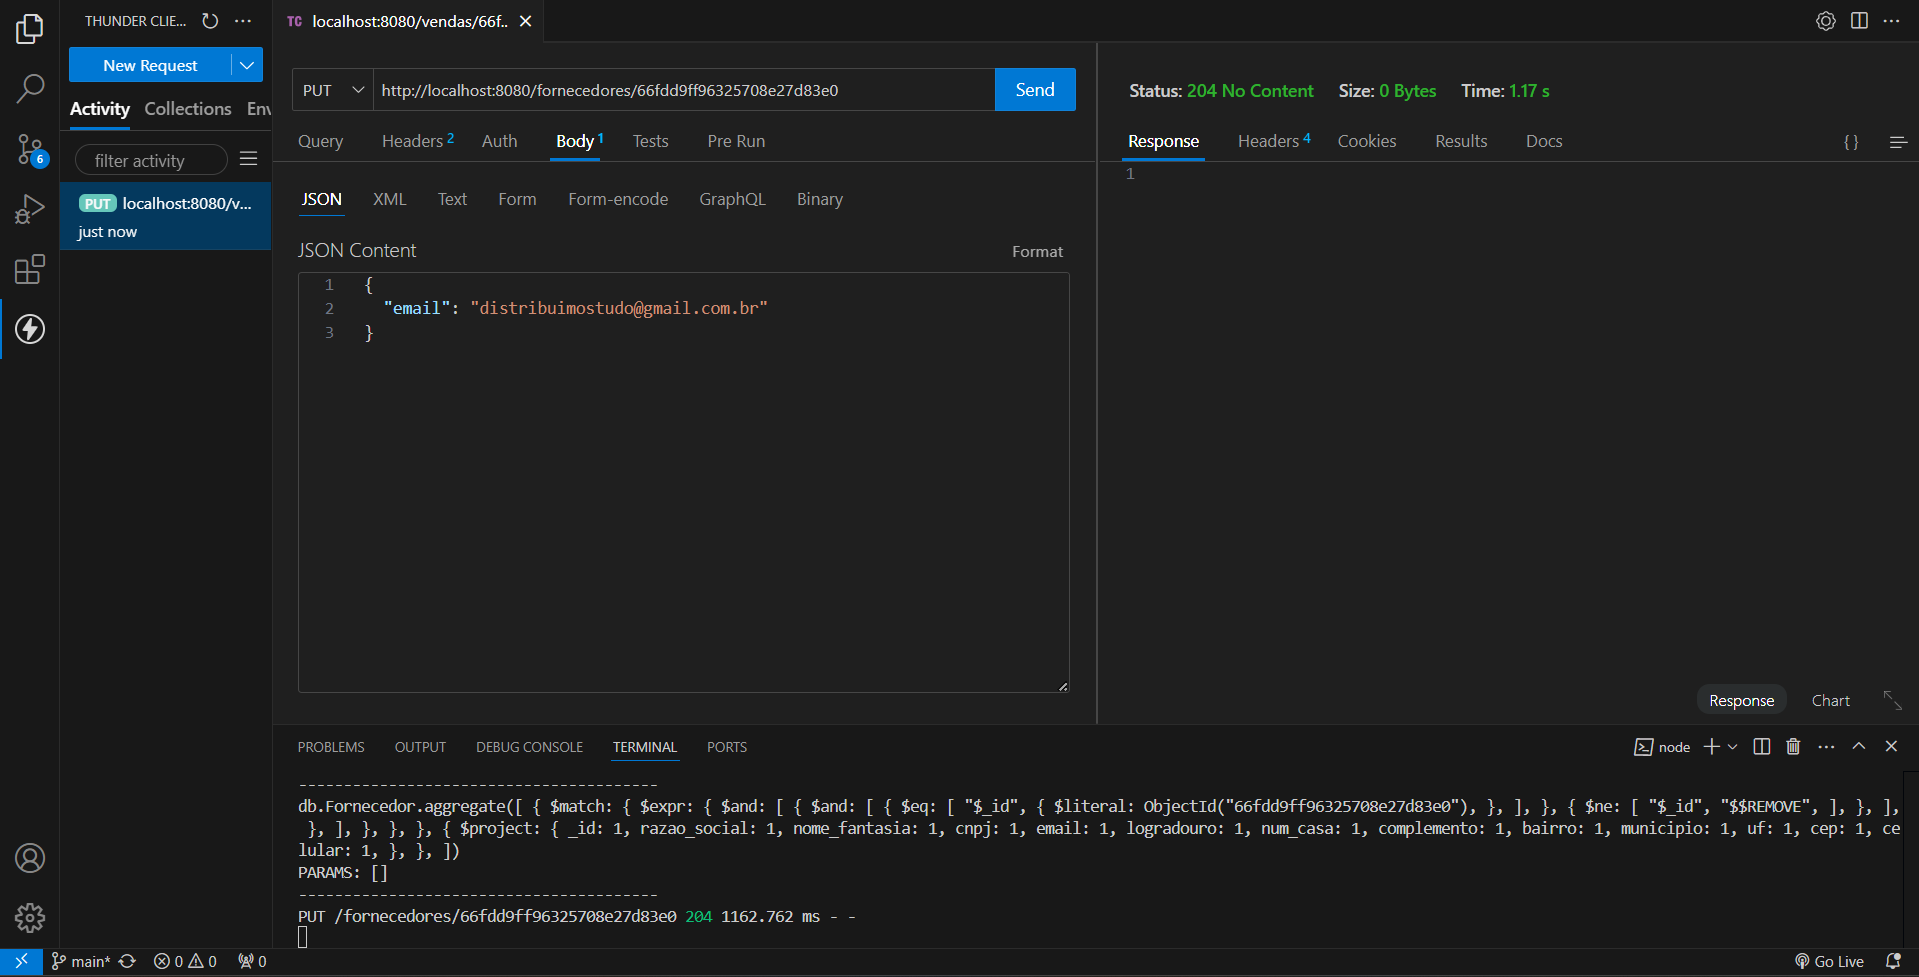 THUNDER CLIE...
TC localhost:8080/vendas/66f..
New Request
PUT
http://localhost:8080/fornecedores/66fdd9ff96325708e27d83e0
Send
Status: 204 No Content Size: 0 Bytes Time: 1.17 s
Activity Collections Env
Query Headers 2 Auth Body 1 Tests Pre Run
Response Headers 4 Cookies Results Docs { }
filter activity
1
PUT localhost:8080/v...
just now
JSON XML Text Form Form-encode GraphQL Binary
JSON Content
Format
1 {
2 "email": "distribuimostudo@gmail.com.br"
3 }
6
Response Chart
PROBLEMS OUTPUT DEBUG CONSOLE TERMINAL PORTS
node
----------------------------------------
db.Fornecedor.aggregate([ { $match: { $expr: { $and: [ { $and: [ { $eq: [ "$_id", { $literal: ObjectId("66fdd9ff96325708e27d83e0"), }, ], }, { $ne: [ "$_id", "$$REMOVE", ], }, ],
}, ], }, }, }, { $project: { _id: 1, razao_social: 1, nome_fantasia: 1, cnpj: 1, email: 1, logradouro: 1, num_casa: 1, complemento: 1, bairro: 1, municipio: 1, uf: 1, cep: 1, ce
lular: 1, }, }, ])
PARAMS: []
----------------------------------------
PUT /fornecedores/66fdd9ff96325708e27d83e0 204 1162.762 ms - -
main* 0 0 0
Go Live